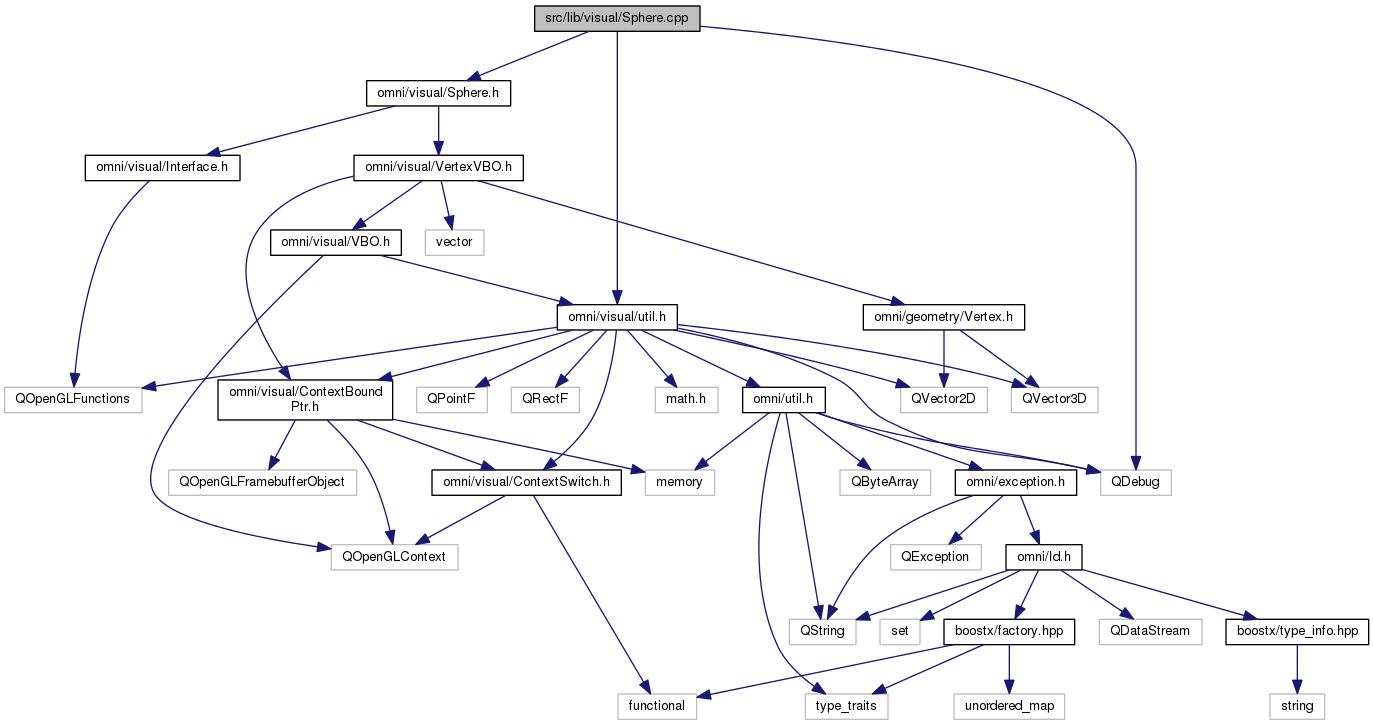 src/lib/visual/Sphere.cpp
omni/visual/Sphere.h
omni/visual/Interface.h
omni/visual/VertexVBO.h
omni/visual/VBO.h
vector
omni/visual/util.h
omni/geometry/Vertex.h
QOpenGLFunctions
omni/visual/ContextBound
Ptr.h
QPointF
QRectF
math.h
omni/util.h
QVector2D
QVector3D
QOpenGLFramebufferObject
omni/visual/ContextSwitch.h
memory
QByteArray
omni/exception.h
QDebug
QOpenGLContext
QException
omni/Id.h
QString
set
boostx/factory.hpp
QDataStream
boostx/type_info.hpp
functional
type_traits
unordered_map
string